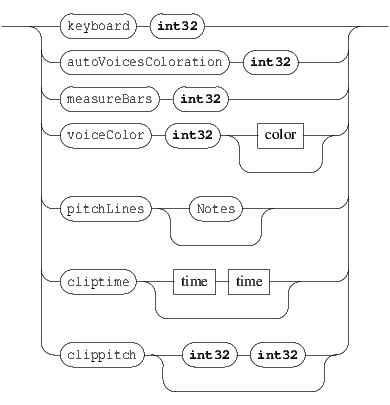 keyboard int32
autoVoicesColoration int32
measureBars int32
voiceColor int32 color
pitchLines Notes
cliptime time time
clippitch int32 int32